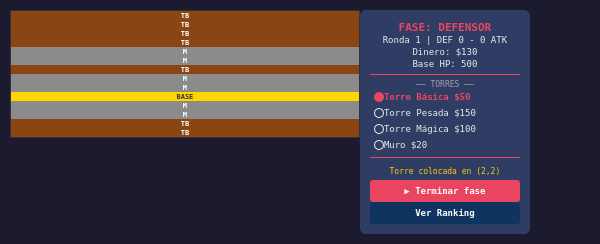 TB
TB
TB
TB
M
M
TB
M
M
BASE
M
M
TB
TB
FASE: DEFENSOR
Ronda 1 | DEF 0 - 0 ATK
Dinero: $130
Base HP: 500
—— TORRES ——
Torre Básica $50
Torre Pesada $150
Torre Mágica $100
Muro $20
Torre colocada en (2,2)
▶ Terminar fase
Ver Ranking